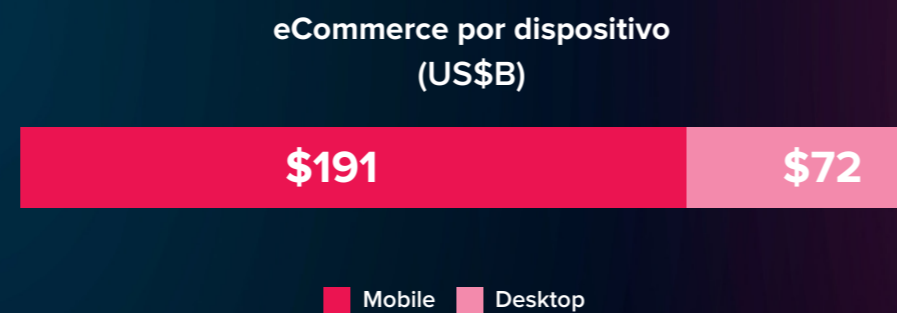 eCommerce por dispositivo
(US$B)
$191
$72
Mobile
Desktop